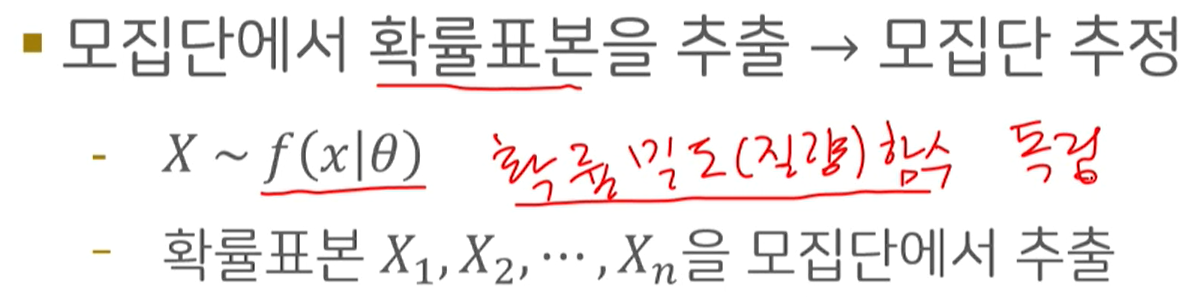 ▪ 모집단에서 확률표본을 추출 → 모집단 추정
- X ~ f(x|θ) 확률밀도(질량)함수 독립
- 확률표본 X₁, X₂, ⋯, Xₙ을 모집단에서 추출